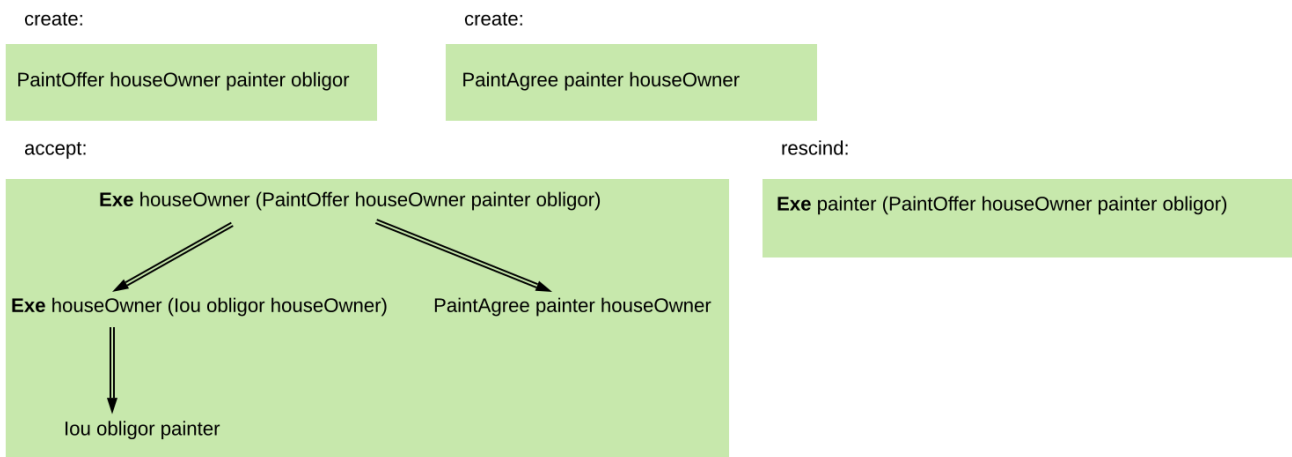 create:
create:
PaintOffer houseOwner painter obligor
PaintAgree painter houseOwner
accept:
rescind:
Exe houseOwner (PaintOffer houseOwner painter obligor)
Exe painter (PaintOffer houseOwner painter obligor)
Exe houseOwner (Iou obligor houseOwner)
PaintAgree painter houseOwner
Iou obligor painter